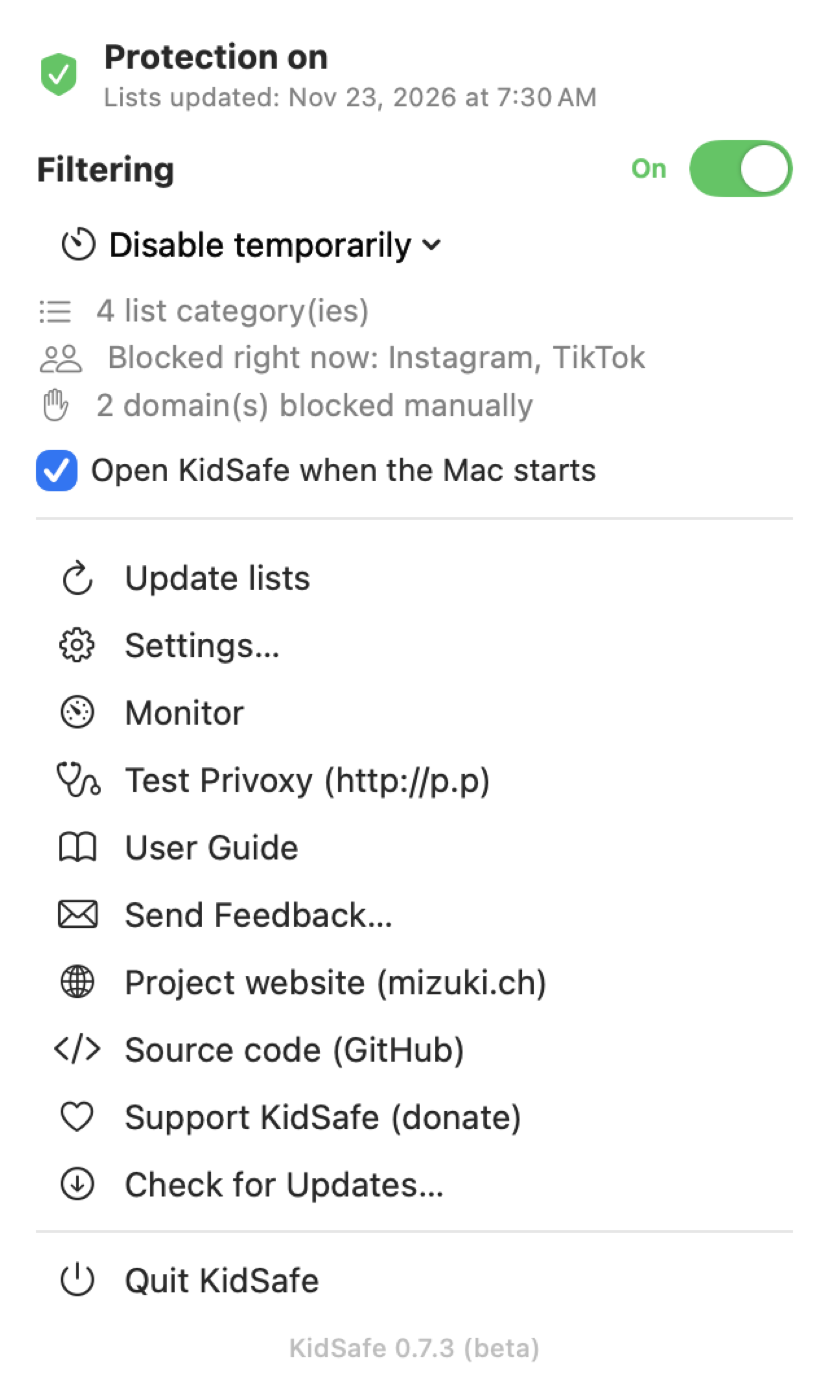 Protection on
Lists updated: Nov 23, 2026 at 7:30 AM
Filtering On
Disable temporarily
4 list category(ies)
Blocked right now: Instagram, TikTok
2 domain(s) blocked manually
Open KidSafe when the Mac starts
Update lists
Settings...
Monitor
Test Privoxy (http://p.p)
User Guide
Send Feedback...
Project website (mizuki.ch)
Source code (GitHub)
Support KidSafe (donate)
Check for Updates...
Quit KidSafe
KidSafe 0.7.3 (beta)